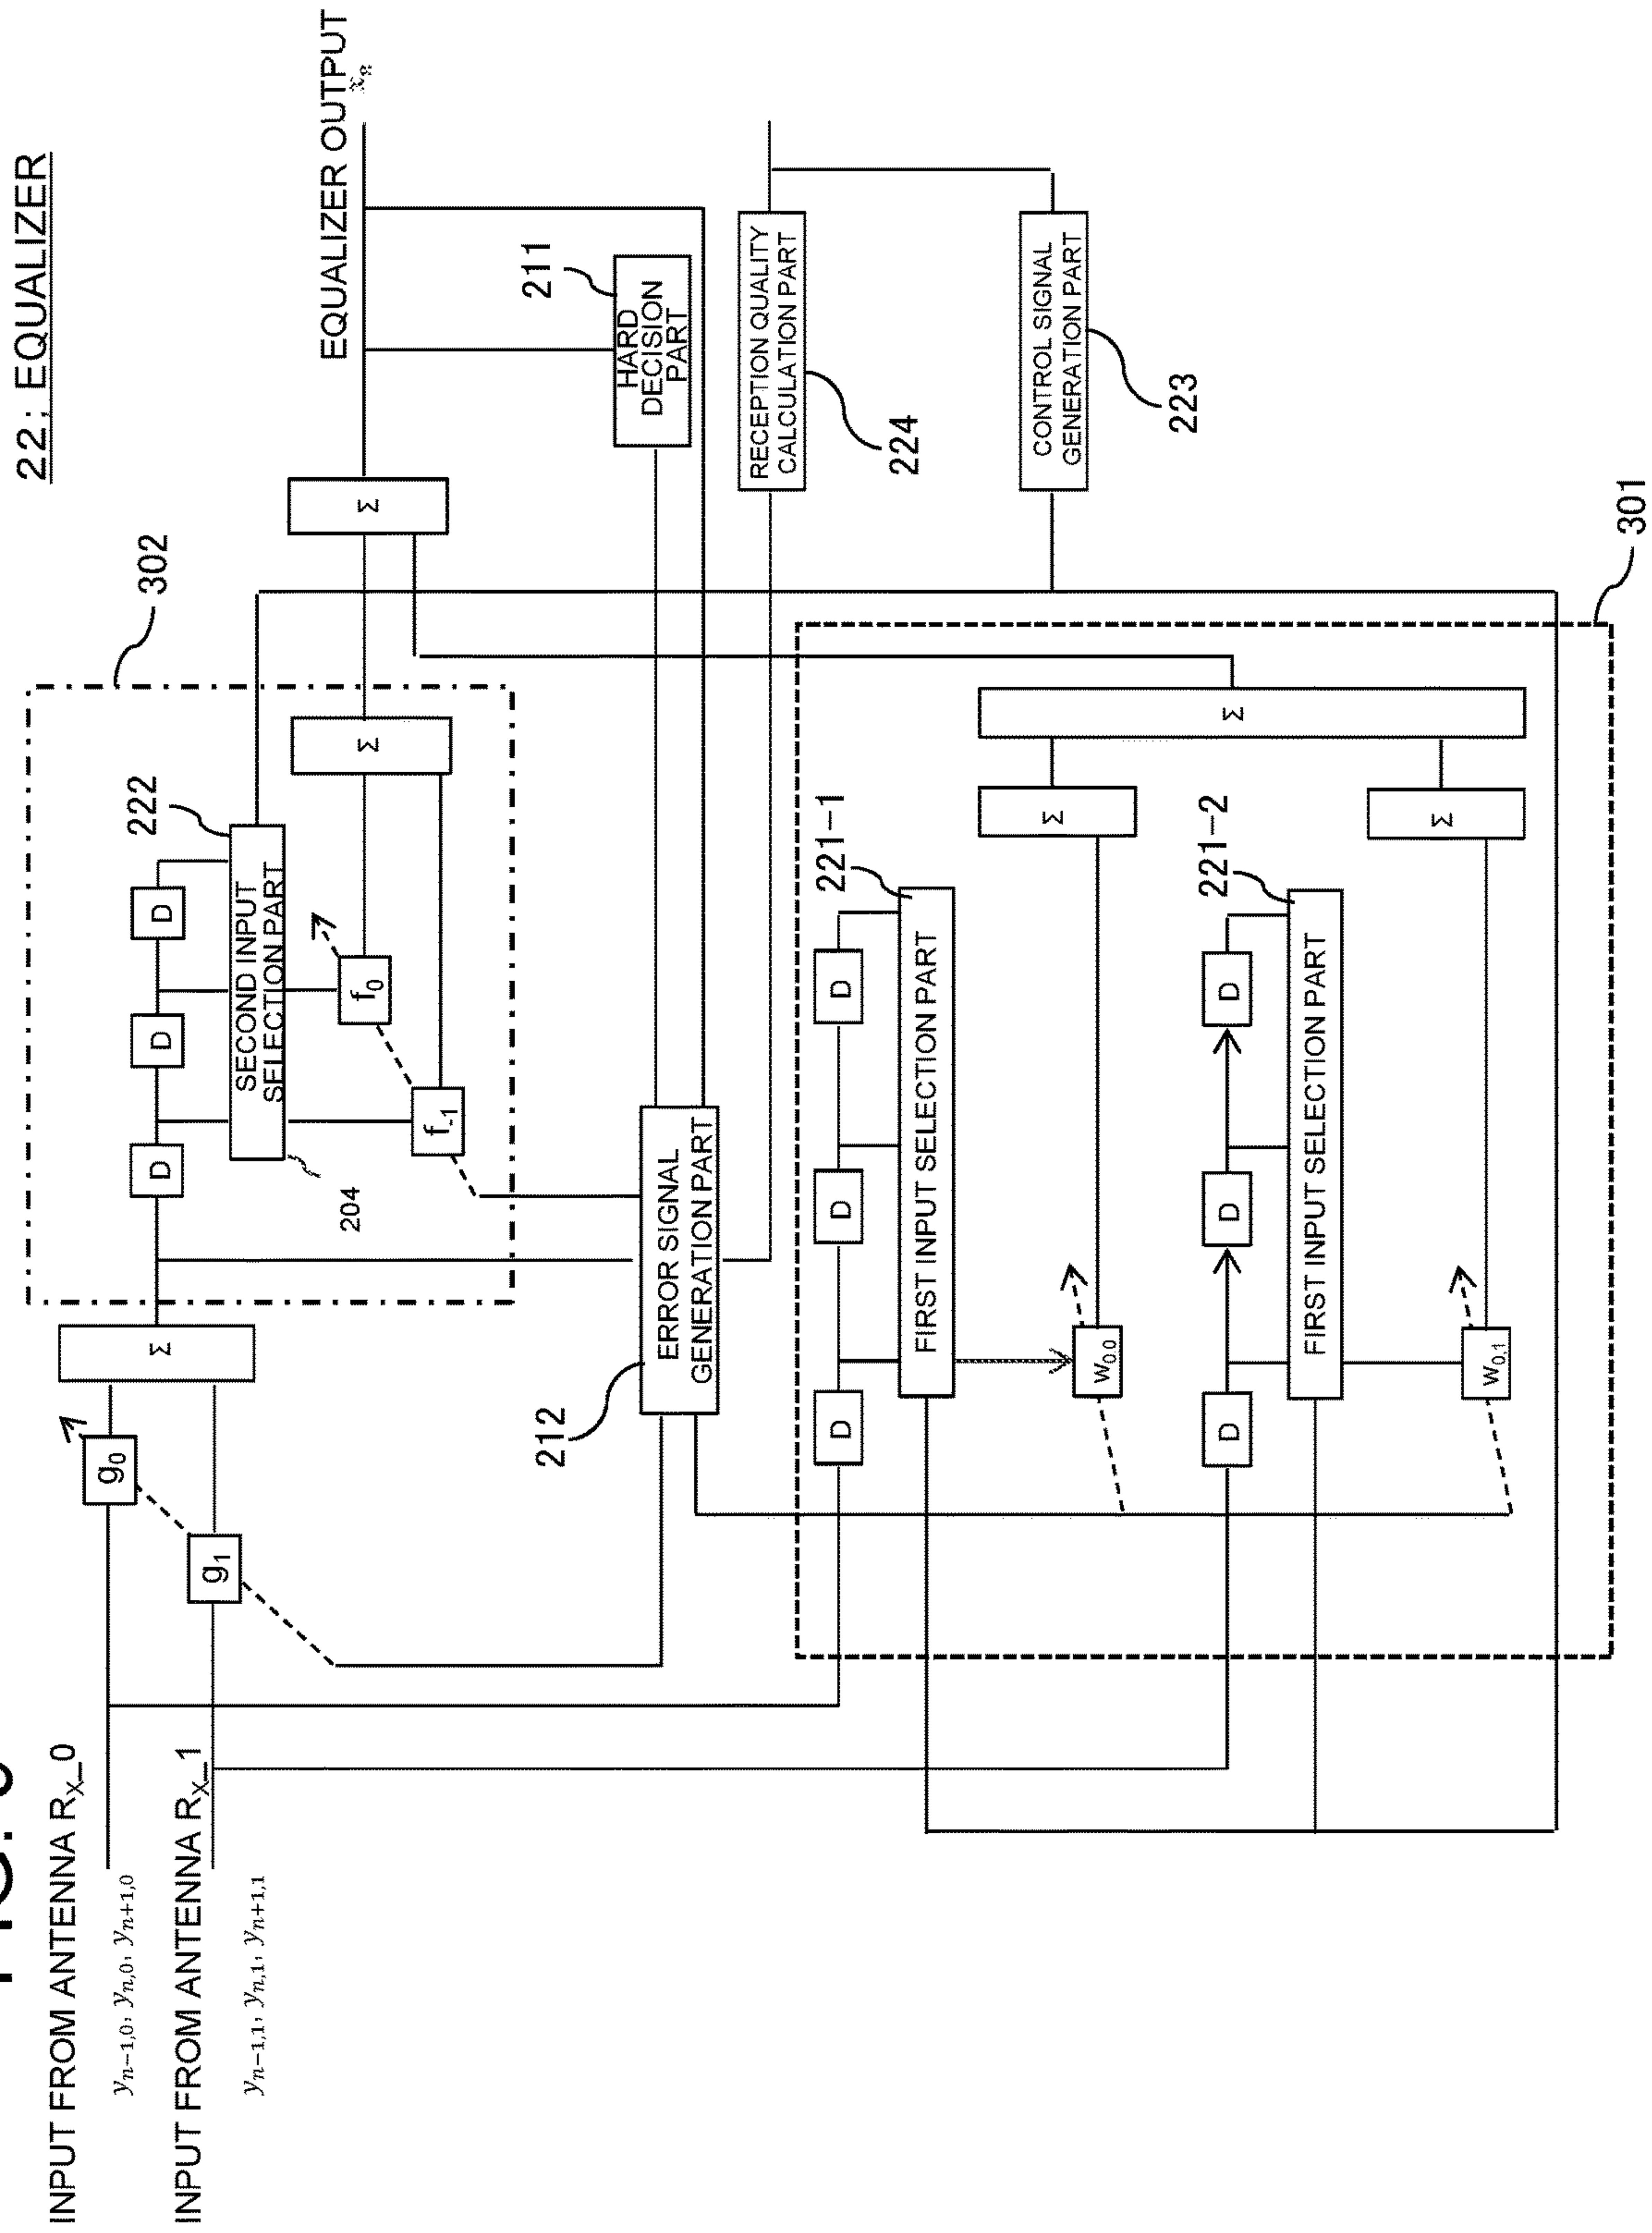 22; EQUALIZER
INPUT FROM ANTENNA Rₓ_0
yₙ₋₁,₀, yₙ,₀, yₙ₊₁,₀
INPUT FROM ANTENNA Rₓ_1
yₙ₋₁,₁, yₙ,₁, yₙ₊₁,₁
g₀
g₁
Σ
302
D
D
D
222
SECOND INPUT
SELECTION PART
204
f₀
f₋₁
Σ
Σ
EQUALIZER OUTPUT
211
HARD
DECISION
PART
212
ERROR SIGNAL
GENERATION PART
RECEPTION QUALITY
CALCULATION PART
224
CONTROL SIGNAL
GENERATION PART
223
D
D
D
221-1
FIRST INPUT SELECTION PART
W₀.₀
Σ
D
D
D
221-2
FIRST INPUT SELECTION PART
W₀,₁
Σ
Σ
301